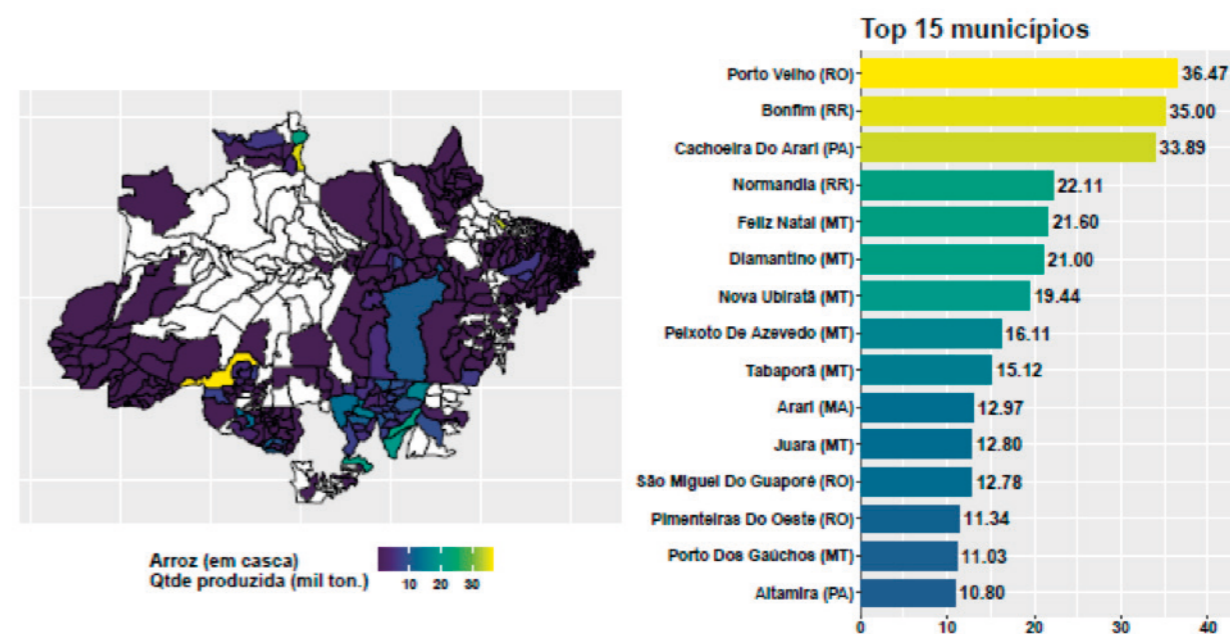 Top 15 municípios
Porto Velho (RO) 36.47
Bonfim (RR) 35.00
Cachoeira Do Arari (PA) 33.89
Normandia (RR) 22.11
Feliz Natal (MT) 21.60
Diamantino (MT) 21.00
Nova Ubiratã (MT) 19.44
Peixoto De Azevedo (MT) 16.11
Tabaporã (MT) 15.12
Arari (MA) 12.97
Juara (MT) 12.80
São Miguel Do Guaporé (RO) 12.78
Pimenteiras Do Oeste (RO) 11.34
Porto Dos Gaúchos (MT) 11.03
Altamira (PA) 10.80
0 10 20 30 40
Arroz (em casca)
Qtde produzida (mil ton.)
10 20 30